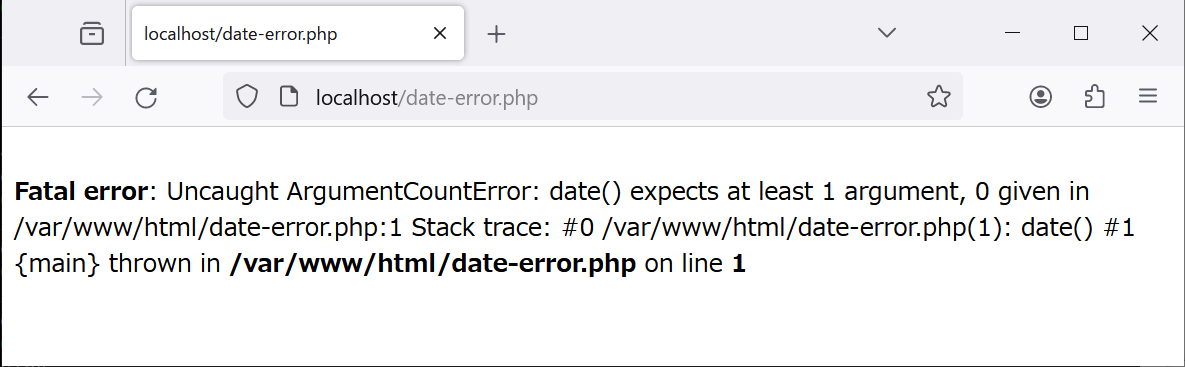 localhost/date-error.php
localhost/date-error.php
Fatal error: Uncaught ArgumentCountError: date() expects at least 1 argument, 0 given in
/var/www/html/date-error.php:1 Stack trace: #0 /var/www/html/date-error.php(1): date() #1
{main} thrown in /var/www/html/date-error.php on line 1